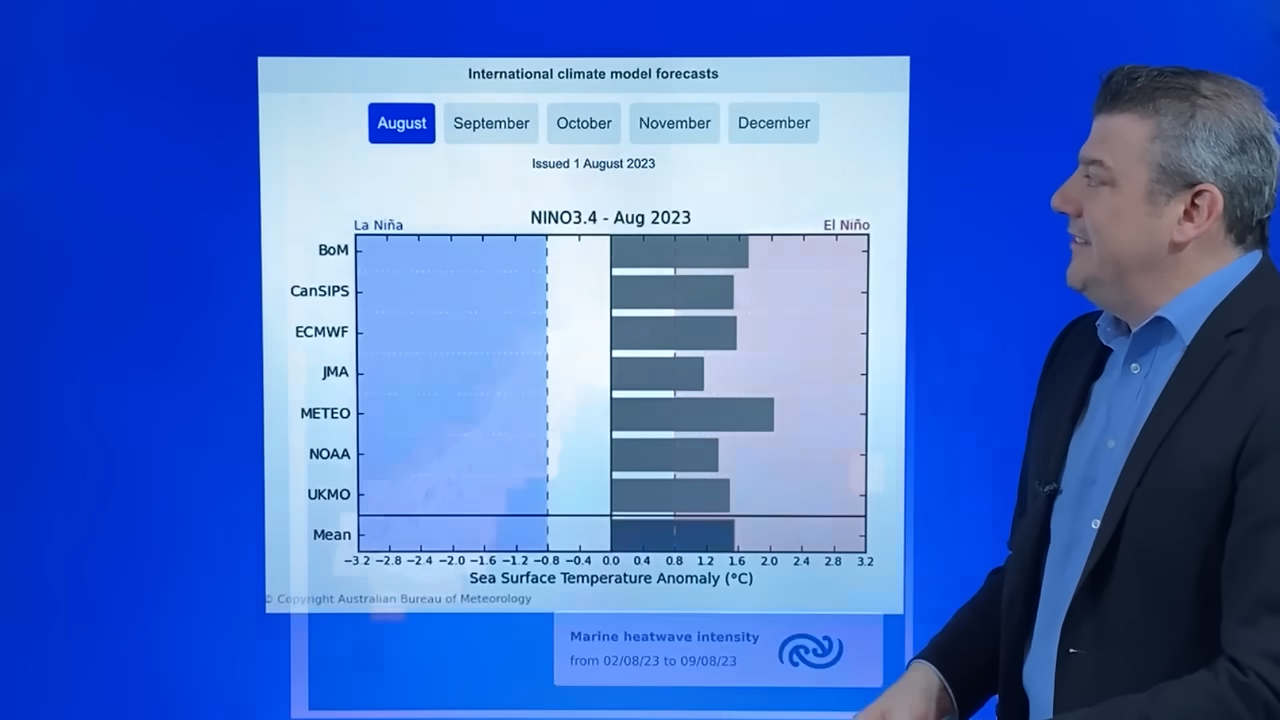 International climate model forecasts
August September October November December
Issued 1 August 2023
NINO3.4 - Aug 2023
La Niña El Niño
BoM
CanSIPS
ECMWF
JMA
METEO
NOAA
UKMO
Mean
−3.2 −2.8 −2.4 −2.0 −1.6 −1.2 −0.8 −0.4 0.0 0.4 0.8 1.2 1.6 2.0 2.4 2.8 3.2
Sea Surface Temperature Anomaly (°C)
© Copyright Australian Bureau of Meteorology
Marine heatwave intensity
from 02/08/23 to 09/08/23